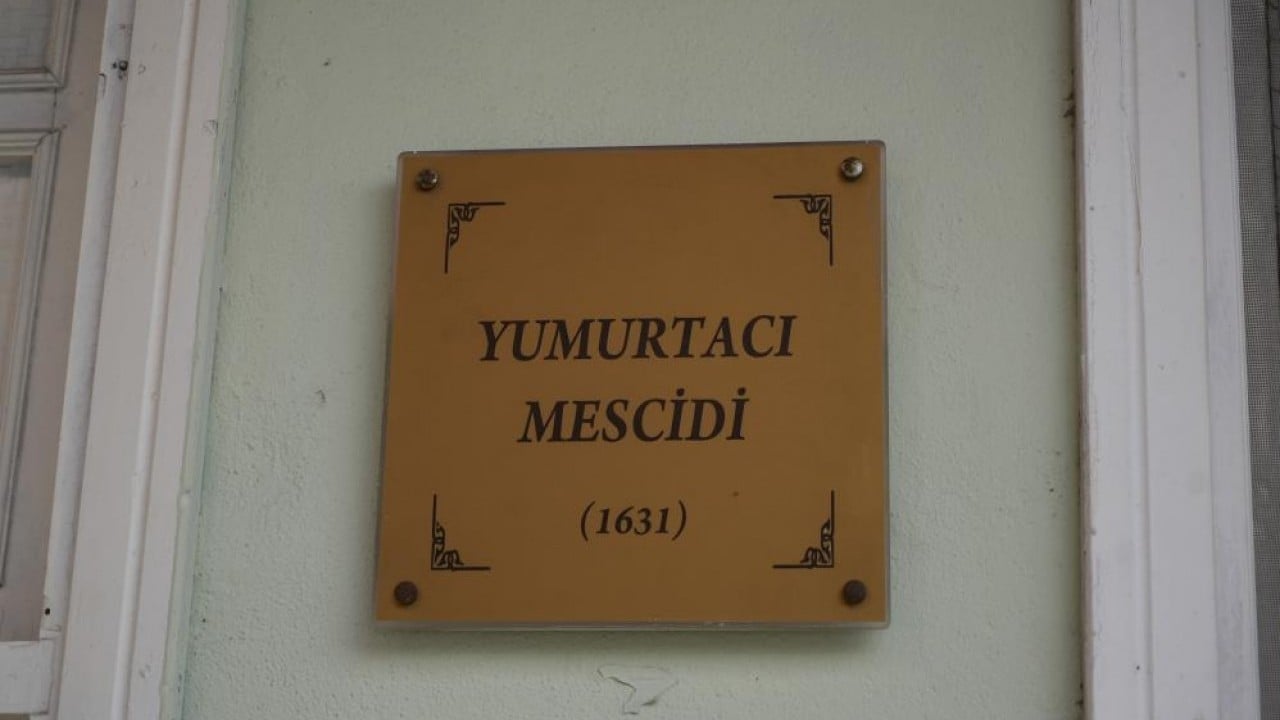 YUMURTACI
MESCİDİ
(1631)